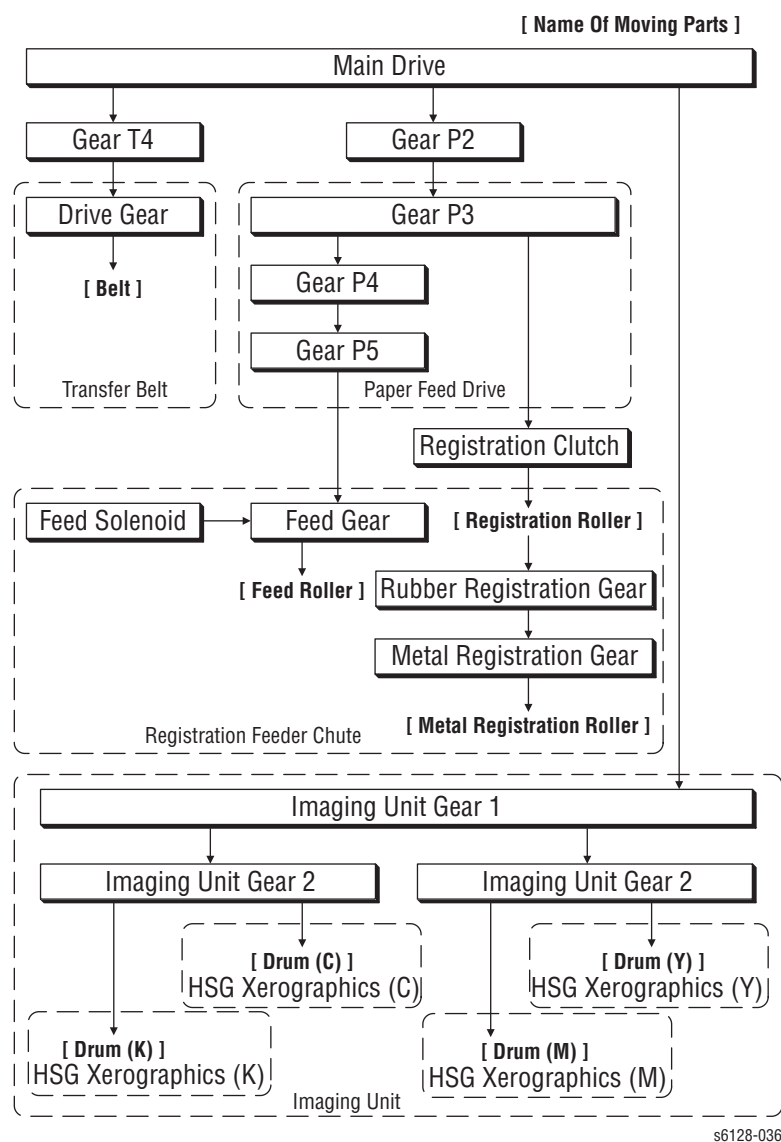 [ Name Of Moving Parts ]
Main Drive
Gear T4
Gear P2
Drive Gear
Gear P3
[ Belt ]
Gear P4
Gear P5
Transfer Belt
Paper Feed Drive
Registration Clutch
Feed Solenoid
Feed Gear
[ Registration Roller ]
[ Feed Roller ]
Rubber Registration Gear
Metal Registration Gear
[ Metal Registration Roller ]
Registration Feeder Chute
Imaging Unit Gear 1
Imaging Unit Gear 2
Imaging Unit Gear 2
[ Drum (C) ]
HSG Xerographics (C)
[ Drum (Y) ]
HSG Xerographics (Y)
[ Drum (K) ]
HSG Xerographics (K)
[ Drum (M) ]
HSG Xerographics (M)
Imaging Unit
s6128-036